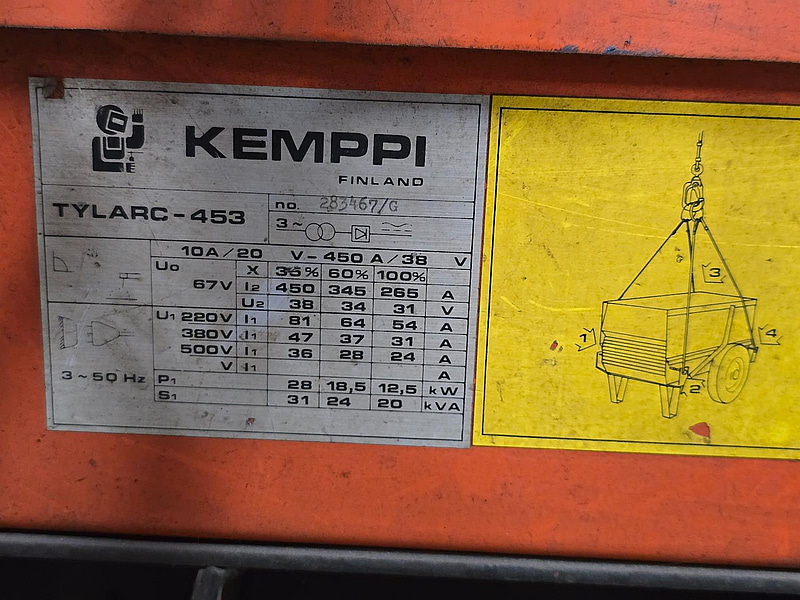 KEMPPI
FINLAND
TYLARC-453
no. 283467/G
3~
10A/20 V-450A/38 V
U₀ 67V
X 35% 60% 100%
I₂ 450 345 265 A
U₂ 38 34 31 V
U₁ 220V I₁ 81 64 54 A
380V I₁ 47 37 31 A
500V I₁ 36 28 24 A
V I₁ A
3~50 Hz
P₁ 28 18,5 12,5 kW
S₁ 31 24 20 kVA
3
1
4
2